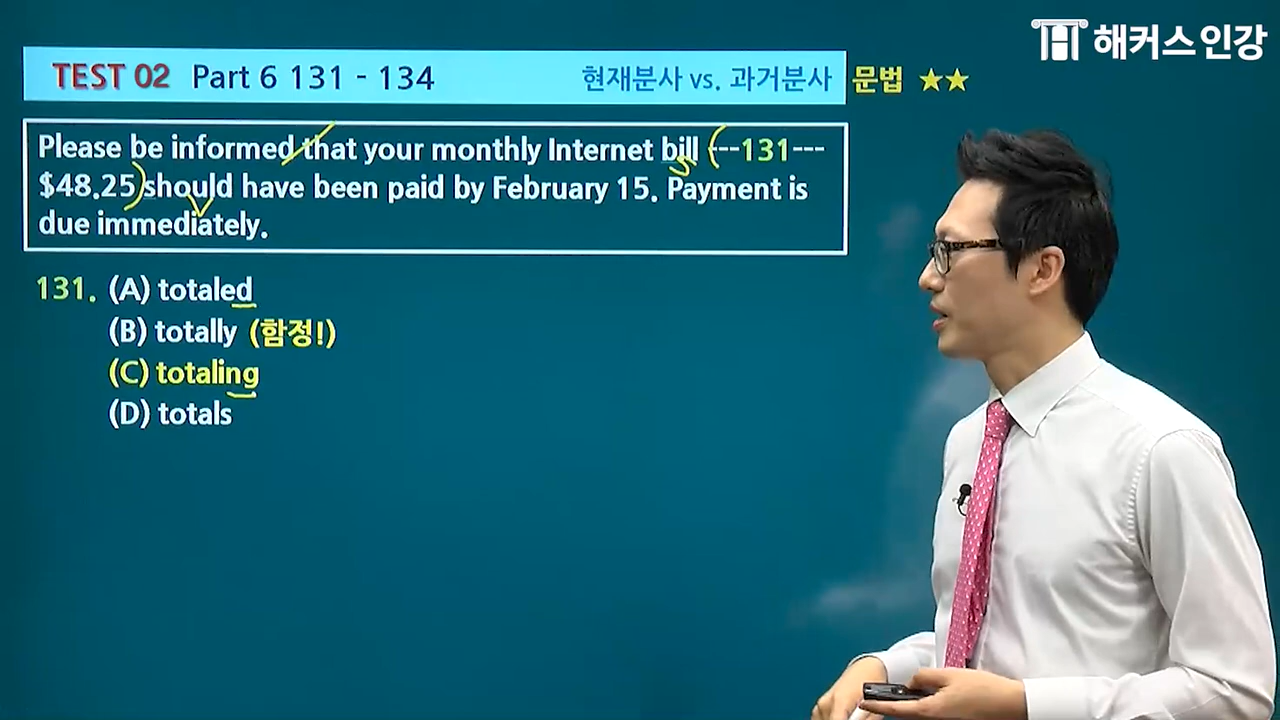 해커스인강
TEST 02 Part 6 131 - 134 현재분사 vs. 과거분사 문법 ★★
Please be informed that your monthly Internet bill ---131---
$48.25 should have been paid by February 15. Payment is
due immediately.
131. (A) totaled
(B) totally (함정!)
(C) totaling
(D) totals
S
V